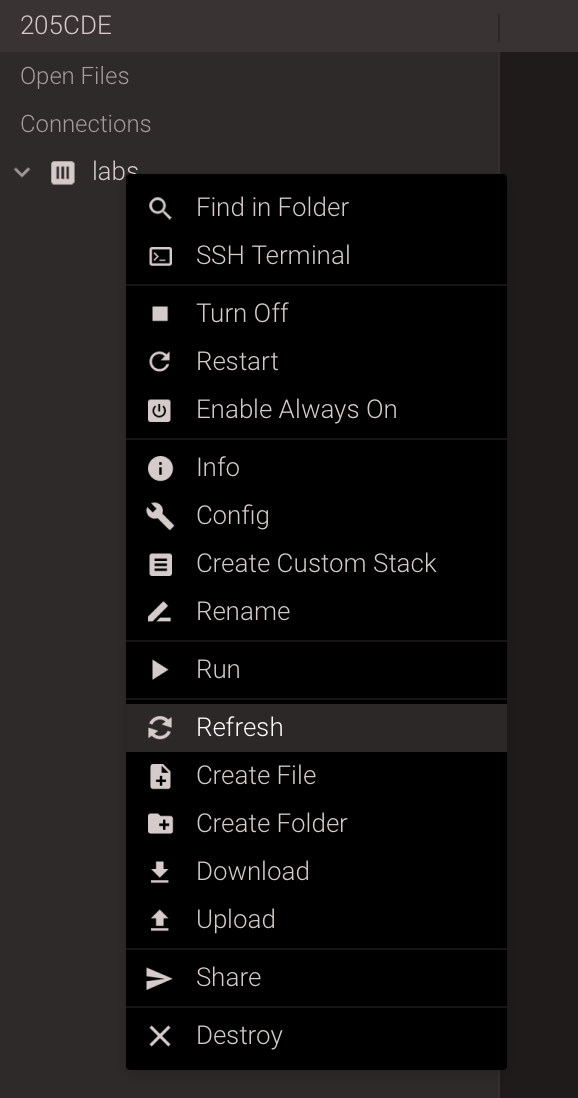 205CDE
Open Files
Connections
labs
Find in Folder
SSH Terminal
Turn Off
Restart
Enable Always On
Info
Config
Create Custom Stack
Rename
Run
Refresh
Create File
Create Folder
Download
Upload
Share
Destroy